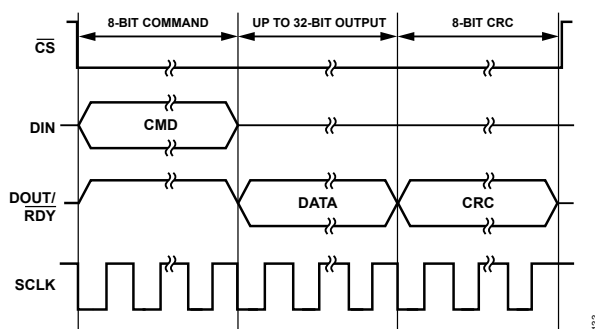 8-BIT COMMAND UP TO 32-BIT OUTPUT 8-BIT CRC
CS
DIN CMD
DOUT/
RDY DATA CRC
SCLK